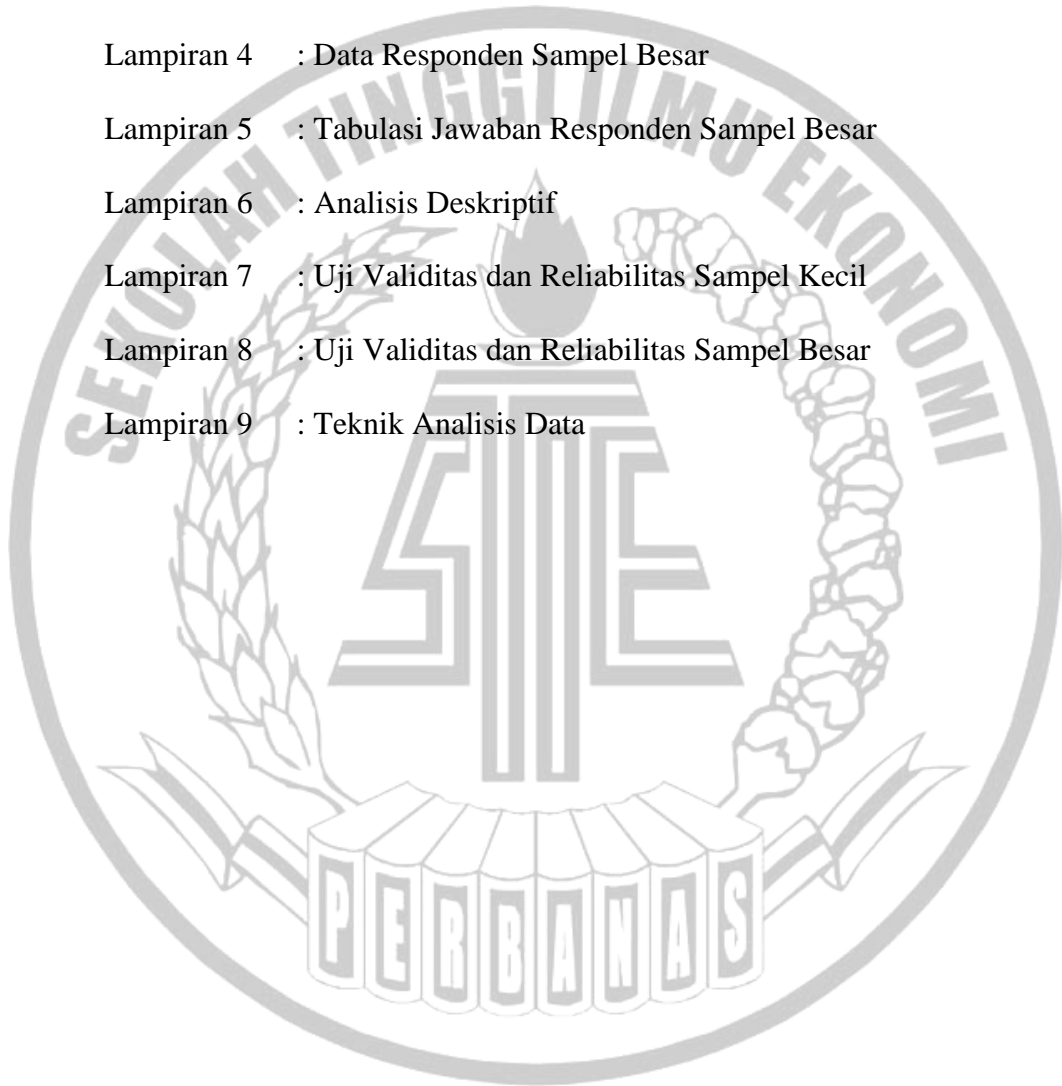 Lampiran 4 : Data Responden Sampel Besar
Lampiran 5 : Tabulasi Jawaban Responden Sampel Besar
Lampiran 6 : Analisis Deskriptif
Lampiran 7 : Uji Validitas dan Reliabilitas Sampel Kecil
Lampiran 8 : Uji Validitas dan Reliabilitas Sampel Besar
Lampiran 9 : Teknik Analisis Data
SEKOLAH TINGGI ILMU EKONOMI
STIE
PERBANAS